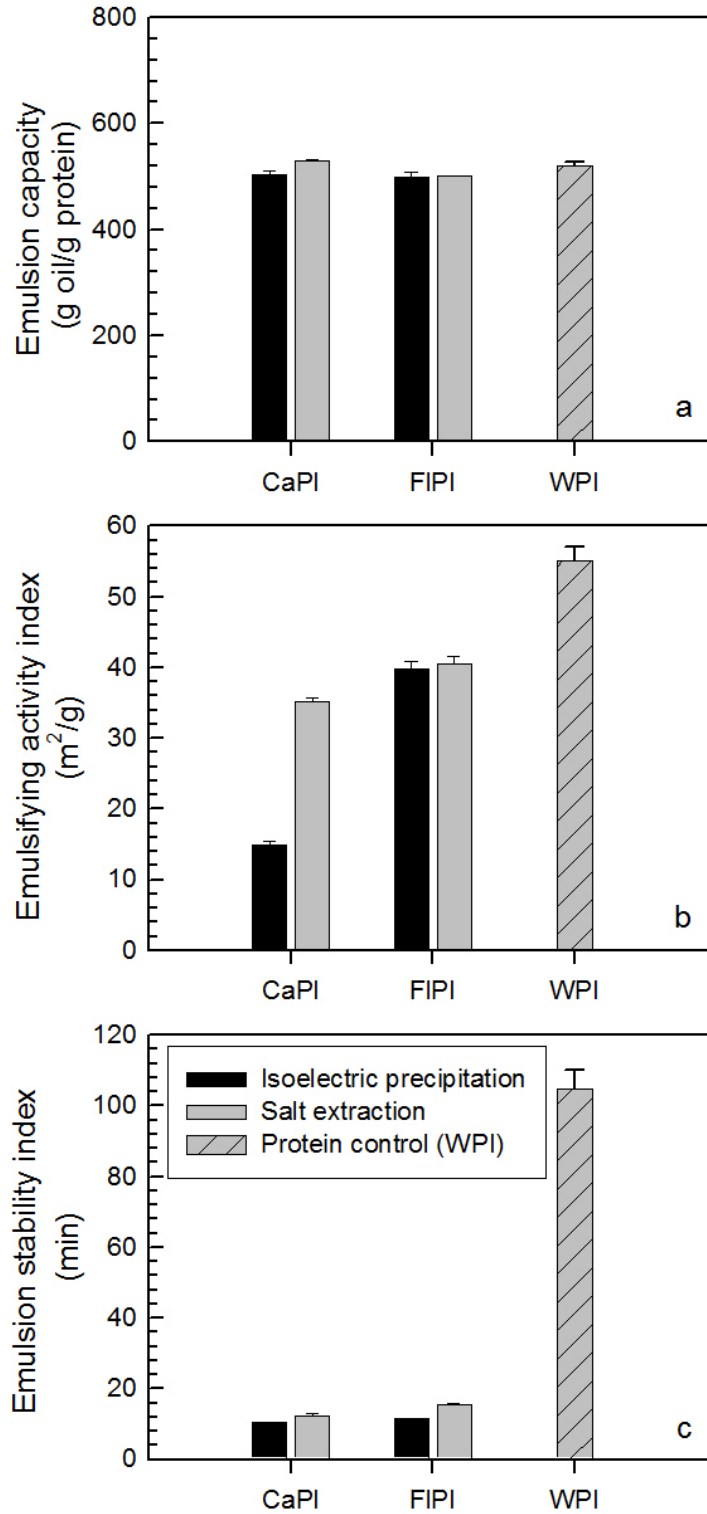 Emulsion capacity
(g oil/g protein)
800
600
400
200
0
CaPI
FlPI
WPI
a
Emulsifying activity index
(m²/g)
60
50
40
30
20
10
0
CaPI
FlPI
WPI
b
Emulsion stability index
(min)
120
100
80
60
40
20
0
Isoelectric precipitation
Salt extraction
Protein control (WPI)
CaPI
FlPI
WPI
c